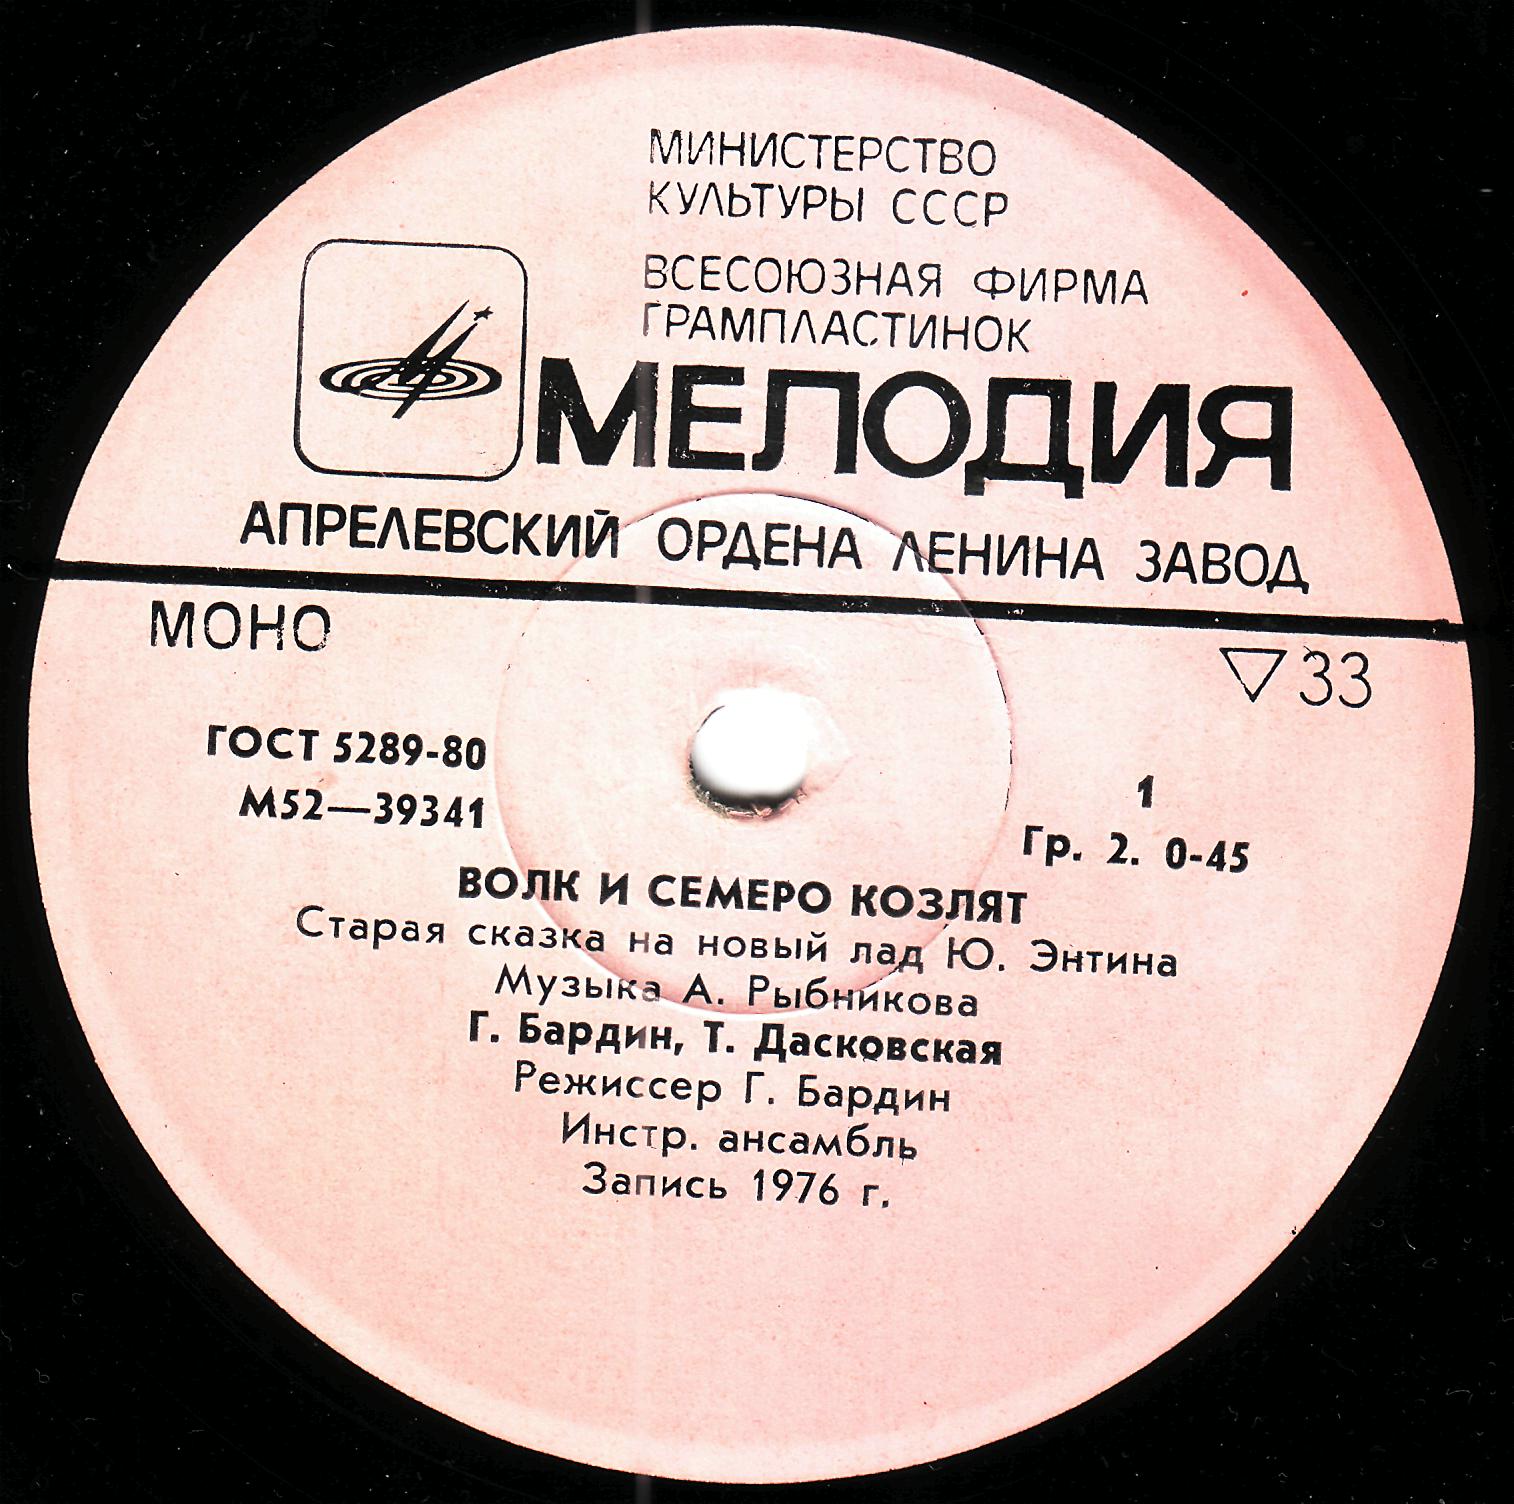 МИНИСТЕРСТВО
КУЛЬТУРЫ СССР
ВСЕСОЮЗНАЯ ФИРМА
ГРАМПЛАСТИНОК
МЕЛОДИЯ
АПРЕЛЕВСКИЙ ОРДЕНА ЛЕНИНА ЗАВОД
МОНО
▽ 33
ГОСТ 5289-80
М52—39341
1
Гр. 2. 0-45
ВОЛК И СЕМЕРО КОЗЛЯТ
Старая сказка на новый лад Ю. Энтина
Музыка А. Рыбникова
Г. Бардин, Т. Дасковская
Режиссер Г. Бардин
Инстр. ансамбль
Запись 1976 г.